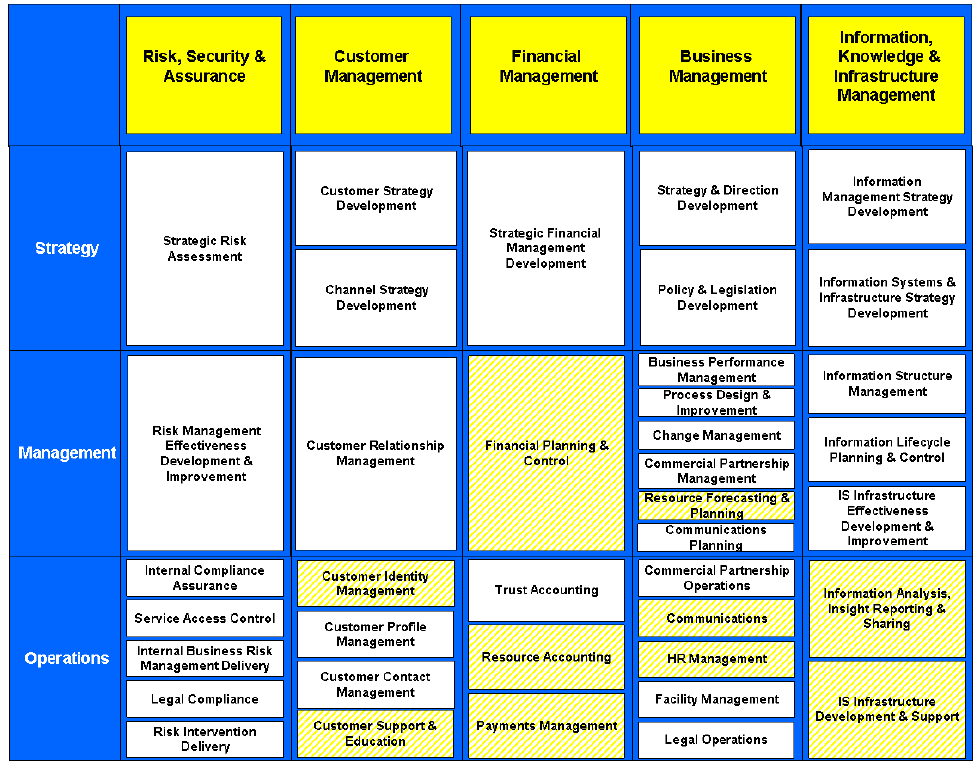 Risk, Security &
Assurance
Customer
Management
Financial
Management
Business
Management
Information,
Knowledge &
Infrastructure
Management
Strategy
Strategic Risk
Assessment
Customer Strategy
Development
Channel Strategy
Development
Strategic Financial
Management
Development
Strategy & Direction
Development
Policy & Legislation
Development
Information
Management Strategy
Development
Information Systems &
Infrastructure Strategy
Development
Management
Risk Management
Effectiveness
Development &
Improvement
Customer Relationship
Management
Financial Planning &
Control
Business Performance
Management
Process Design &
Improvement
Change Management
Commercial Partnership
Management
Resource Forecasting &
Planning
Communications
Planning
Information Structure
Management
Information Lifecycle
Planning & Control
IS Infrastructure
Effectiveness
Development &
Improvement
Operations
Internal Compliance
Assurance
Service Access Control
Internal Business Risk
Management Delivery
Legal Compliance
Risk Intervention
Delivery
Customer Identity
Management
Customer Profile
Management
Customer Contact
Management
Customer Support &
Education
Trust Accounting
Resource Accounting
Payments Management
Commercial Partnership
Operations
Communications
HR Management
Facility Management
Legal Operations
Information Analysis,
Insight Reporting &
Sharing
IS Infrastructure
Development & Support